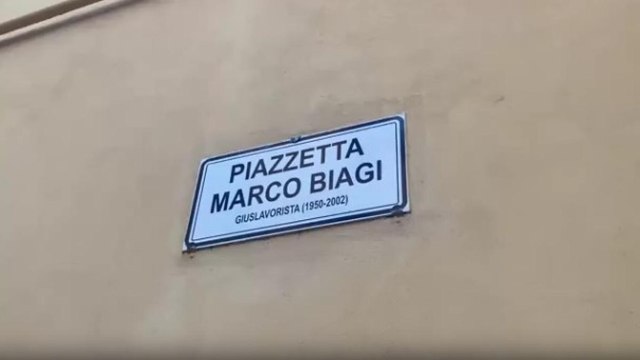 PIAZZETTA
MARCO BIAGI
GIUSLAVORISTA (1950-2002)